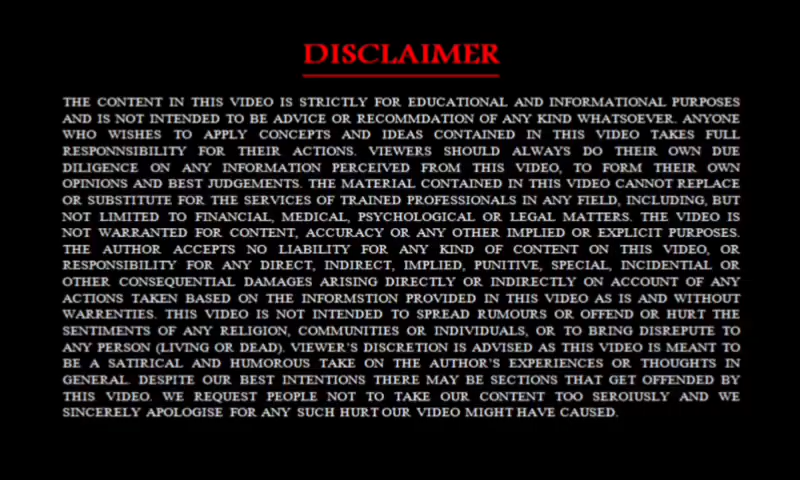 DISCLAIMER
THE CONTENT IN THIS VIDEO IS STRICTLY FOR EDUCATIONAL AND INFORMATIONAL PURPOSES
AND IS NOT INTENDED TO BE ADVICE OR RECOMMDATION OF ANY KIND WHATSOEVER. ANYONE
WHO WISHES TO APPLY CONCEPTS AND IDEAS CONTAINED IN THIS VIDEO TAKES FULL
RESPONNSIBILITY FOR THEIR ACTIONS. VIEWERS SHOULD ALWAYS DO THEIR OWN DUE
DILIGENCE ON ANY INFORMATION PERCEIVED FROM THIS VIDEO, TO FORM THEIR OWN
OPINIONS AND BEST JUDGEMENTS. THE MATERIAL CONTAINED IN THIS VIDEO CANNOT REPLACE
OR SUBSTITUTE FOR THE SERVICES OF TRAINED PROFESSIONALS IN ANY FIELD, INCLUDING, BUT
NOT LIMITED TO FINANCIAL, MEDICAL, PSYCHOLOGICAL OR LEGAL MATTERS. THE VIDEO IS
NOT WARRANTED FOR CONTENT, ACCURACY OR ANY OTHER IMPLIED OR EXPLICIT PURPOSES.
THE AUTHOR ACCEPTS NO LIABILITY FOR ANY KIND OF CONTENT ON THIS VIDEO, OR
RESPONSIBILITY FOR ANY DIRECT, INDIRECT, IMPLIED, PUNITIVE, SPECIAL, INCIDENTAL OR
OTHER CONSEQUENTIAL DAMAGES ARISING DIRECTLY OR INDIRECTLY ON ACCOUNT OF ANY
ACTIONS TAKEN BASED ON THE INFORMSTION PROVIDED IN THIS VIDEO AS IS AND WITHOUT
WARRENTIES. THIS VIDEO IS NOT INTENDED TO SPREAD RUMOURS OR OFFEND OR HURT THE
SENTIMENTS OF ANY RELIGION, COMMUNITIES OR INDIVIDUALS, OR TO BRING DISREPUTE TO
ANY PERSON (LIVING OR DEAD). VIEWER'S DISCRETION IS ADVISED AS THIS VIDEO IS MEANT TO
BE A SATIRICAL AND HUMOROUS TAKE ON THE AUTHOR'S EXPERIENCES OR THOUGHTS IN
GENERAL. DESPITE OUR BEST INTENTIONS THERE MAY BE SECTIONS THAT GET OFFENDED BY
THIS VIDEO. WE REQUEST PEOPLE NOT TO TAKE OUR CONTENT TOO SEROIUSLY AND WE
SINCERELY APOLOGISE FOR ANY SUCH HURT OUR VIDEO MIGHT HAVE CAUSED.